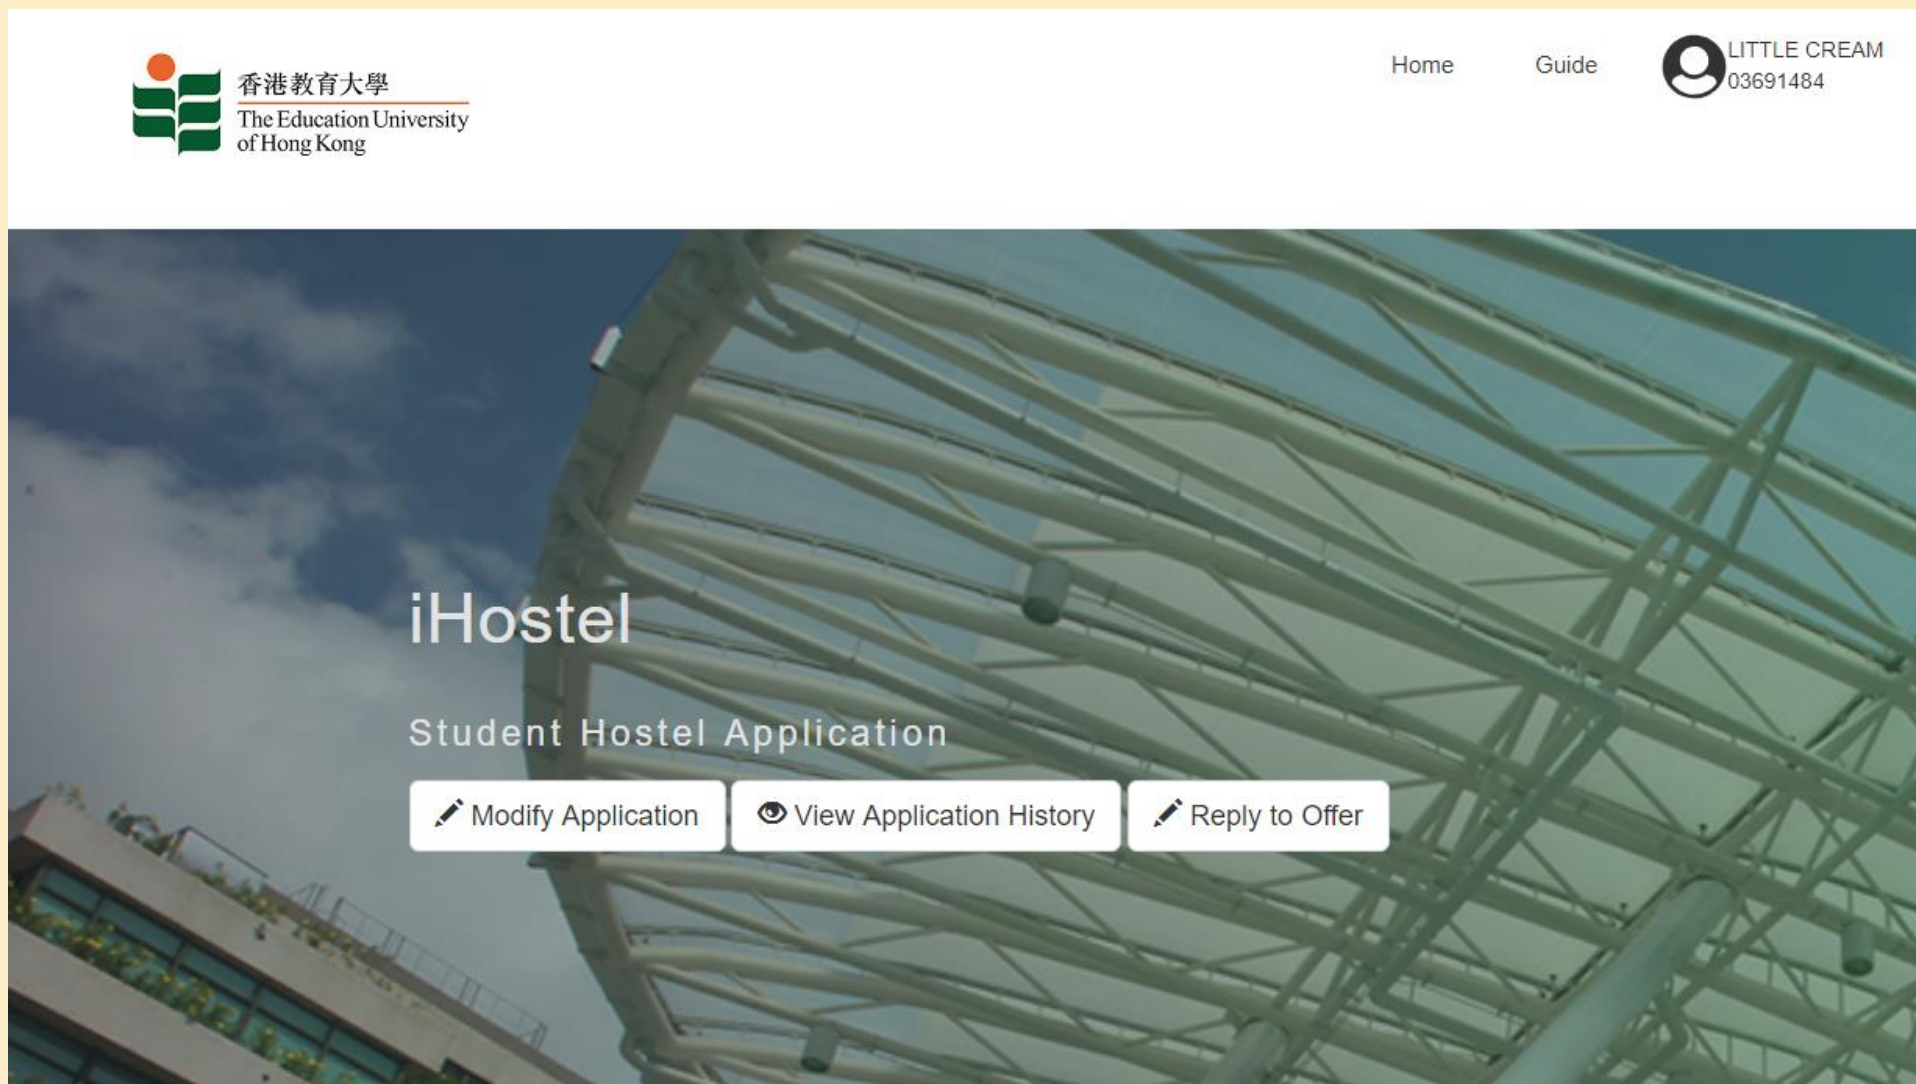 香港教育大學
The Education University
of Hong Kong
Home
Guide
LITTLE CREAM
03691484
iHostel
Student Hostel Application
Modify Application
View Application History
Reply to Offer